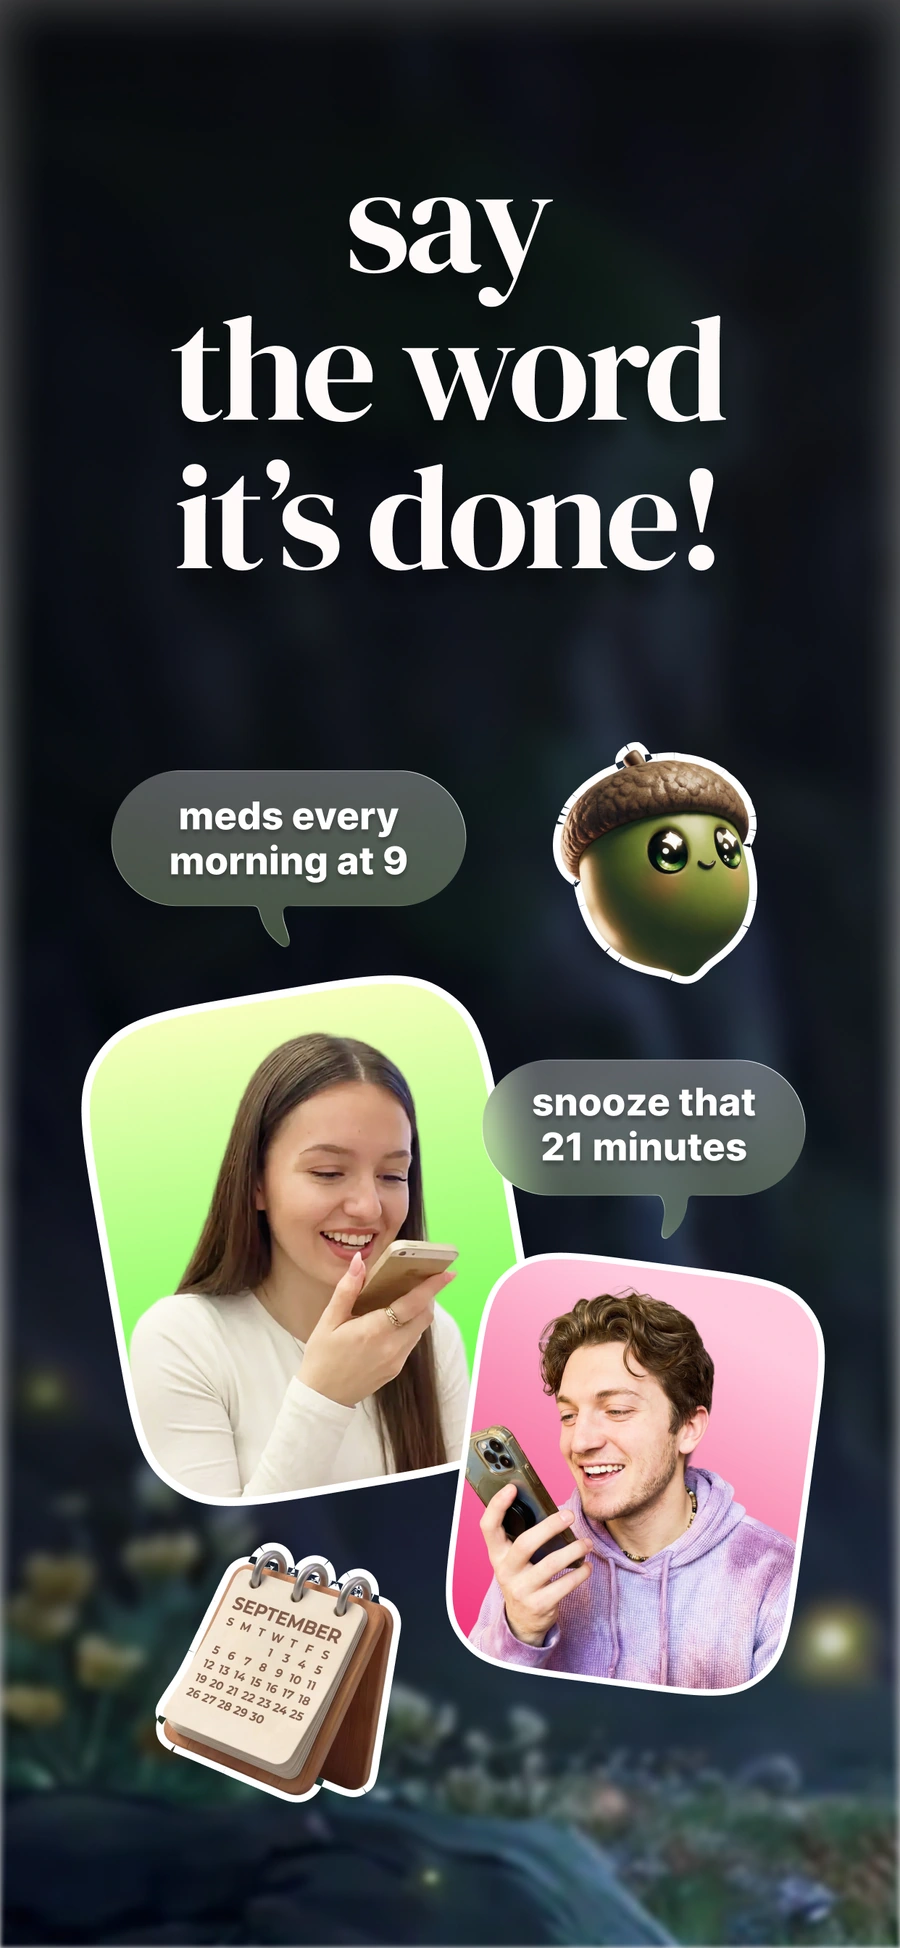 say
the word
it's done!
meds every
morning at 9
snooze that
21 minutes
SEPTEMBER
S M T W T F S
1 3 4 5
5 6 7 8 9 10 11
12 13 14 15 16 17 18
19 20 21 22 23 24 25
26 27 28 29 30